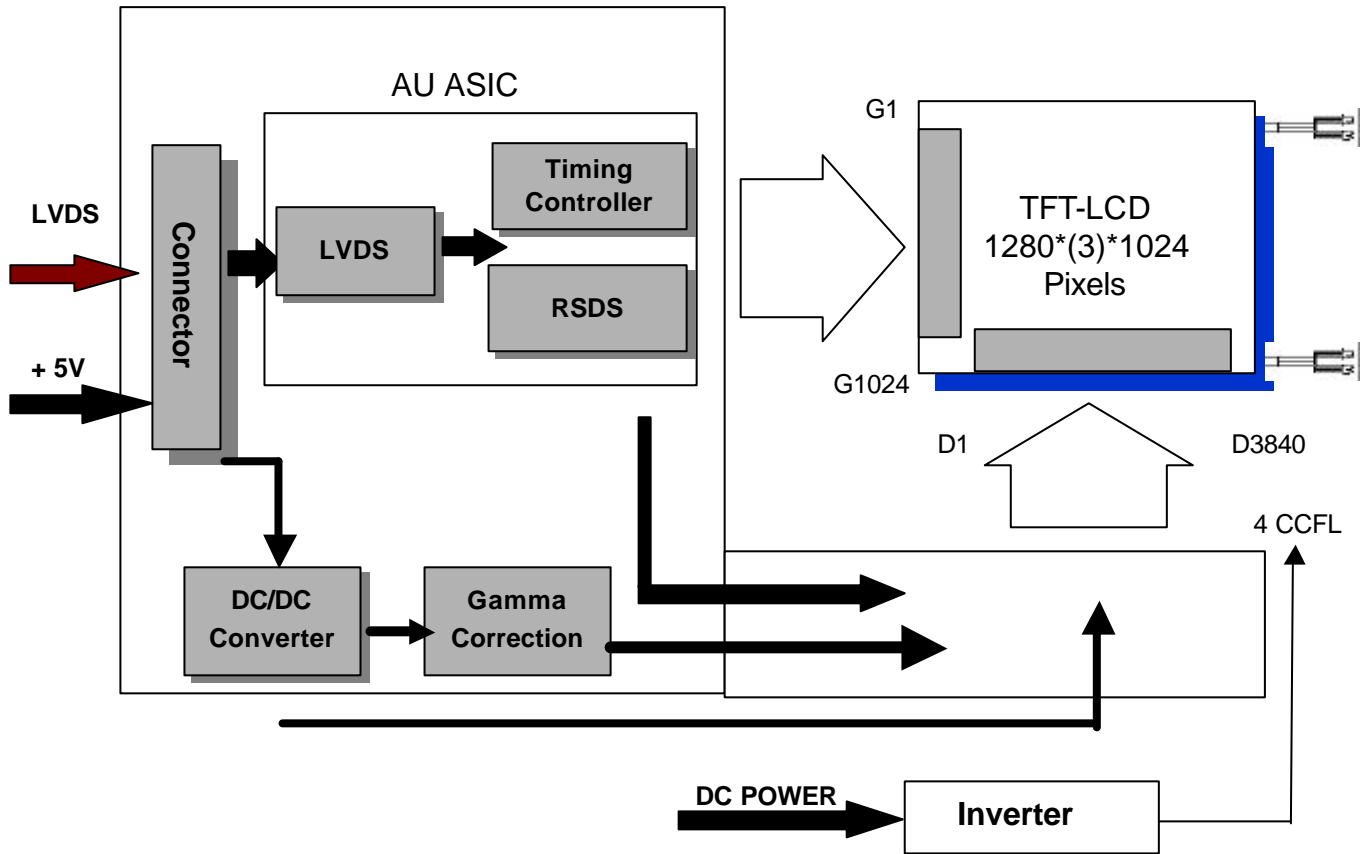 AU ASIC
G1
Timing
Controller
LVDS
Connector
LVDS
TFT-LCD
1280*(3)*1024
Pixels
RSDS
+ 5V
G1024
D1
D3840
4 CCFL
DC/DC
Converter
Gamma
Correction
DC POWER
Inverter